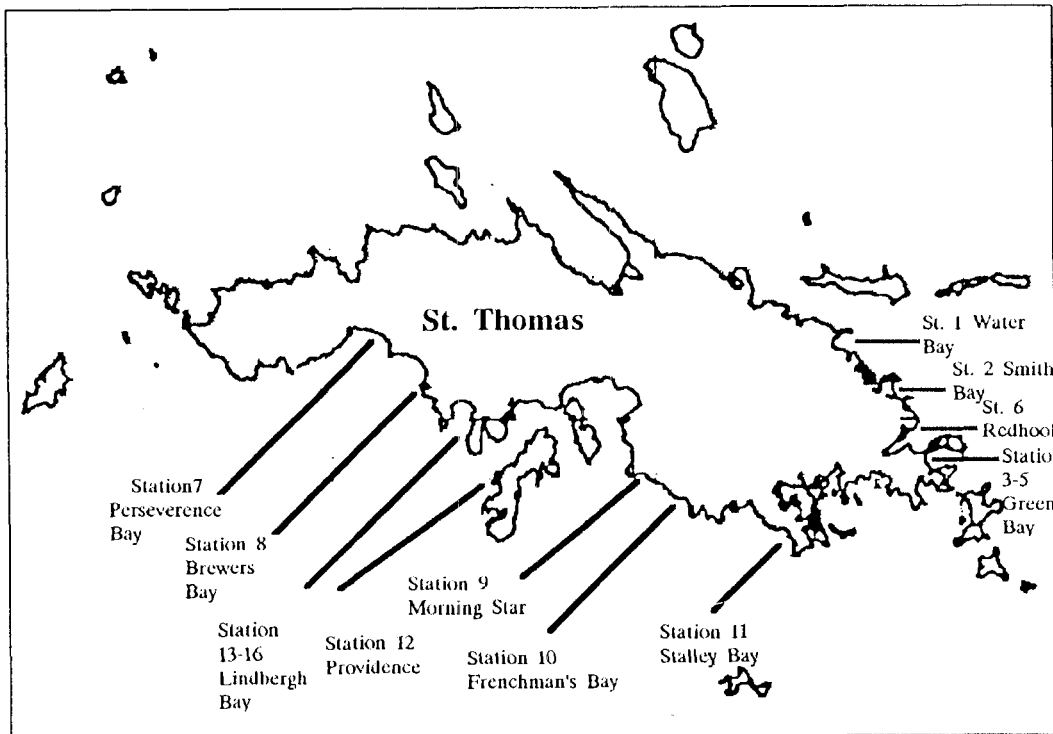 St. Thomas
St. 1 Water
Bay
St. 2 Smith
Bay
St. 6
Redhook
Statio
3-5
Green
Bay
Station7
Perseverence
Bay
Station 8
Brewers
Bay
Station
13-16
Lindbergh
Bay
Station 12
Providence
Station 9
Morning Star
Station 10
Frenchman's Bay
Station 11
Stalley Bay